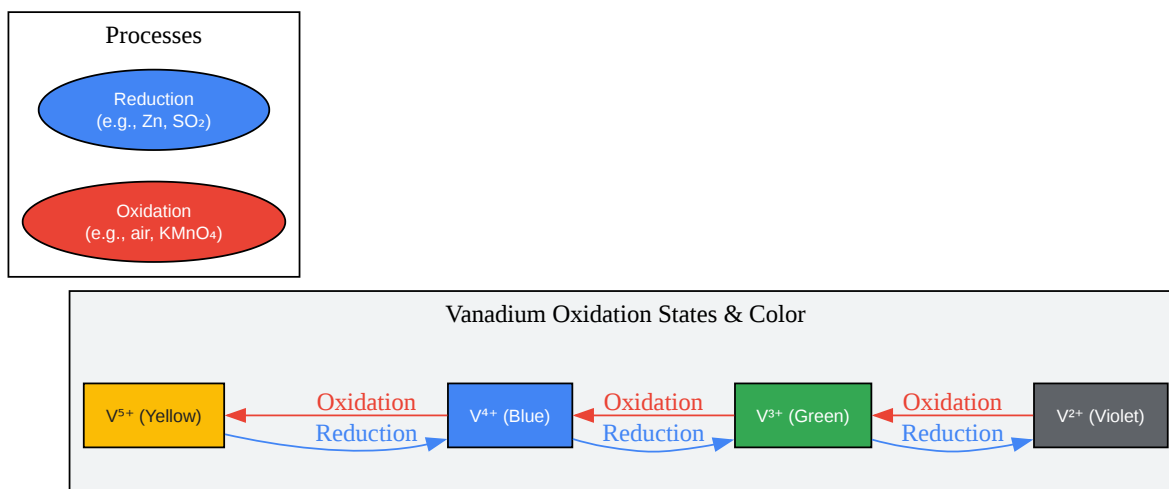 Processes
Reduction
(e.g., Zn, SO₂)
Oxidation
(e.g., air, KMnO₄)
Vanadium Oxidation States & Color
V⁵⁺ (Yellow)
Oxidation
Reduction
V⁴⁺ (Blue)
Oxidation
Reduction
V³⁺ (Green)
Oxidation
Reduction
V²⁺ (Violet)